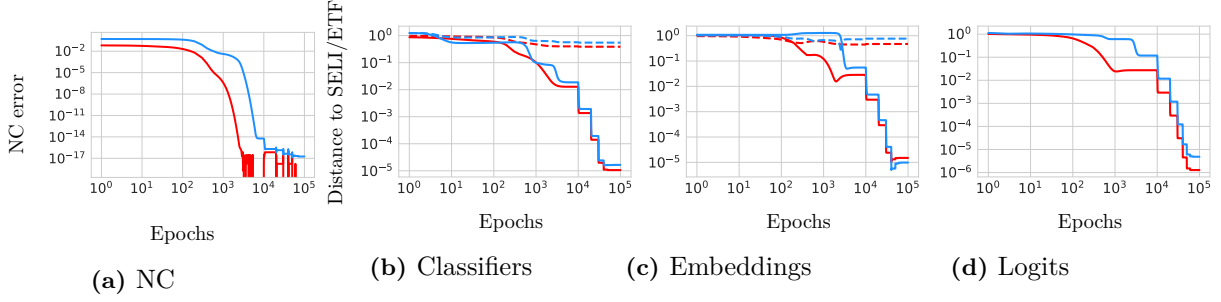 NC error
10^-2
10^-5
10^-8
10^-11
10^-14
10^-17
10^0 10^1 10^2 10^3 10^4 10^5
Epochs
(a) NC
Distance to SELI/ETF
10^0
10^-1
10^-2
10^-3
10^-4
10^-5
10^0 10^1 10^2 10^3 10^4 10^5
Epochs
(b) Classifiers
10^0
10^-1
10^-2
10^-3
10^-4
10^-5
10^0 10^1 10^2 10^3 10^4 10^5
Epochs
(c) Embeddings
10^0
10^-1
10^-2
10^-3
10^-4
10^-5
10^-6
10^0 10^1 10^2 10^3 10^4 10^5
Epochs
(d) Logits